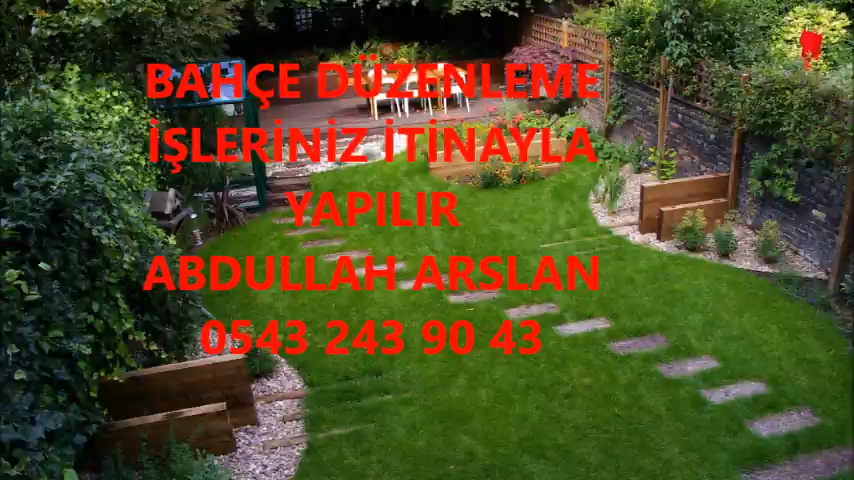 BAHÇE DÜZENLEME
İŞLERİNİZ İTİNAYLA
YAPILIR
ABDULLAH ARSLAN
0543 243 90 43